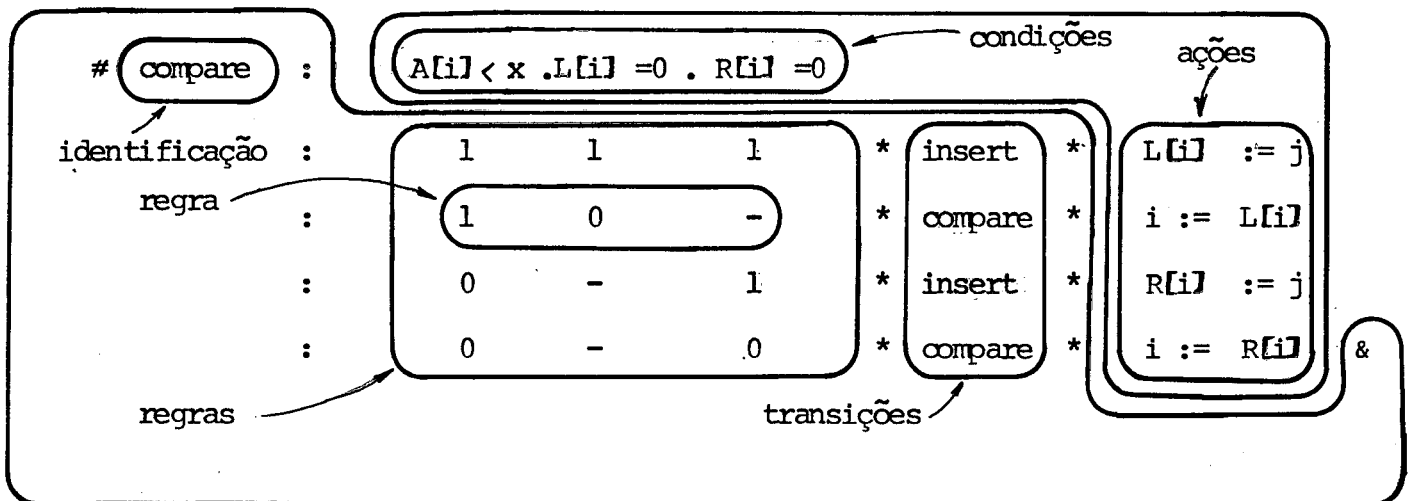 condições
ações
# compare : A[i] < x .L[i] =0 . R[i] =0
identificação : 1 1 1 * insert * L[i] := j
regra
: 1 0 - * compare * i := L[i]
: 0 - 1 * insert * R[i] := j
: 0 - 0 * compare * i := R[i] &
regras
transições